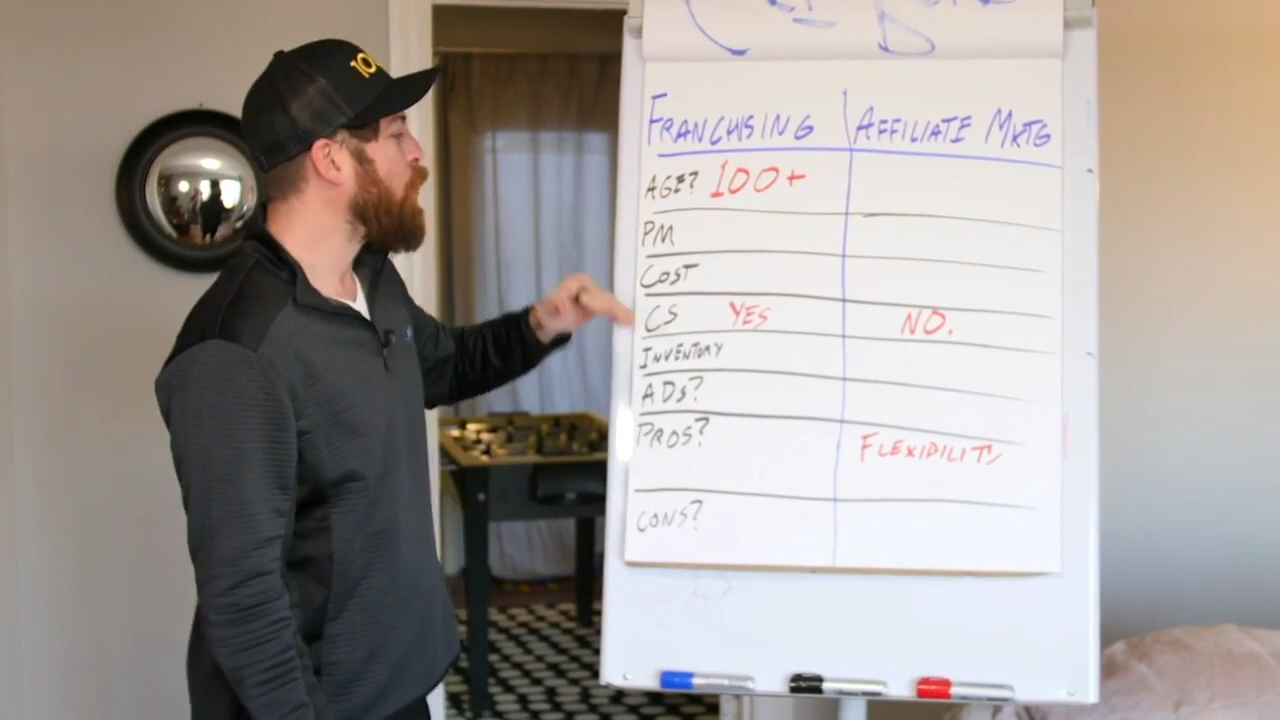 FRANCHISING AFFILIATE MKTG
AGE? 100+
PM
COST
CS YES NO.
INVENTORY
ADS?
PROS? FLEXIBILITY
CONS?